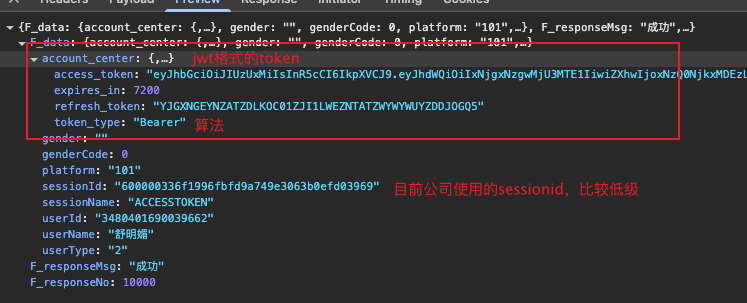 Headers Payload Preview Response Initiator Timing Cookies
{F_data: {account_center: {,…}, gender: "", genderCode: 0, platform: "101",…}, F_responseMsg: "成功",…}
F_data: {account_center: {,…}, gender: "", genderCode: 0, platform: "101",…}
account_center: {,…} jwt格式的token
access_token:
expires_in: 7200
refresh_token: "YJGXNGEYNZATZDLKOC01ZJI1LWEZNTATZWYWYWUYZDDJOGQ5"
token_type: "Bearer" 算法
gender: ""
genderCode: 0
platform: "101"
sessionId: "600000336f1996fbfd9a749e3063b0efd03969" 目前公司使用的sessionid，比较低级
sessionName: "ACCESSTOKEN"
userId: "3480401690039662"
userName: "舒明媚"
userType: "2"
F_responseMsg: "成功"
F_responseNo: 10000